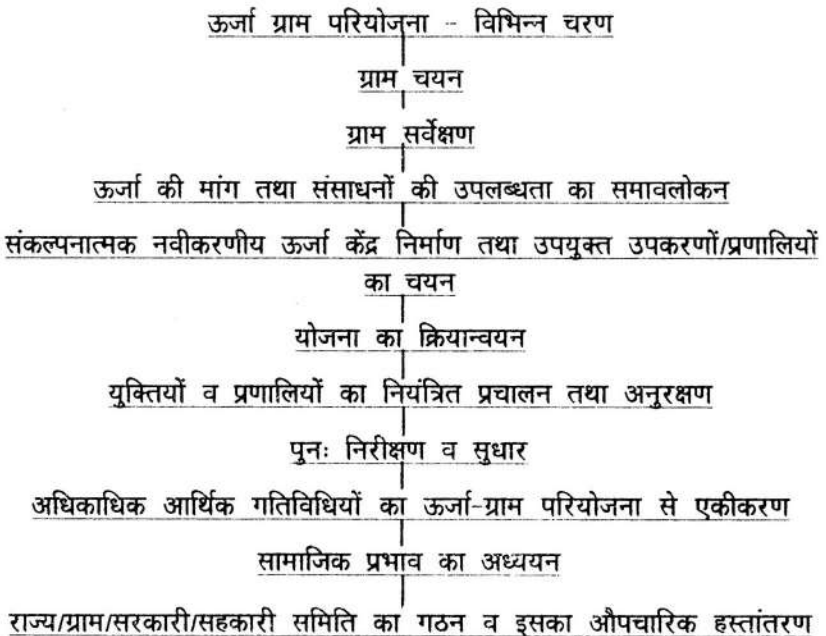 ऊर्जा ग्राम परियोजना - विभिन्न चरण
ग्राम चयन
ग्राम सर्वेक्षण
ऊर्जा की मांग तथा संसाधनों की उपलब्धता का समावलोकन
संकल्पनात्मक नवीकरणीय ऊर्जा केंद्र निर्माण तथा उपयुक्त उपकरणों/प्रणालियों
का चयन
योजना का क्रियान्वयन
युक्तियों व प्रणालियों का नियंत्रित प्रचालन तथा अनुरक्षण
पुनः निरीक्षण व सुधार
अधिकाधिक आर्थिक गतिविधियों का ऊर्जा-ग्राम परियोजना से एकीकरण
सामाजिक प्रभाव का अध्ययन
राज्य/ग्राम/सरकारी/सहकारी समिति का गठन व इसका औपचारिक हस्तांतरण